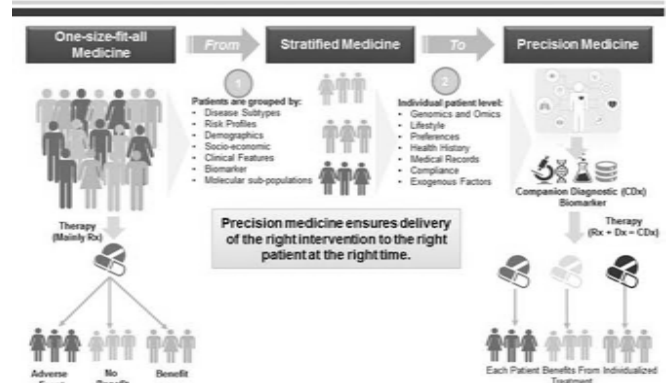 One-size-fit-all
Medicine
From
Stratified Medicine
To
Precision Medicine
1
Patients are grouped by:
• Disease Subtypes
• Risk Profiles
• Demographics
• Socio-economic
• Clinical Features
• Biomarker
• Molecular sub-populations
2
Individual patient level:
• Genomics and Omics
• Lifestyle
• Preferences
• Health History
• Medical Records
• Compliance
• Exogenous Factors
Companion Diagnostic (CDx)
Biomarker
Therapy
(Mainly Rx)
Precision medicine ensures delivery
of the right intervention to the right
patient at the right time.
Therapy
(Rx + Dx = CDx)
Adverse
No
Benefit
Each Patient Benefits From Individualized
Treatment